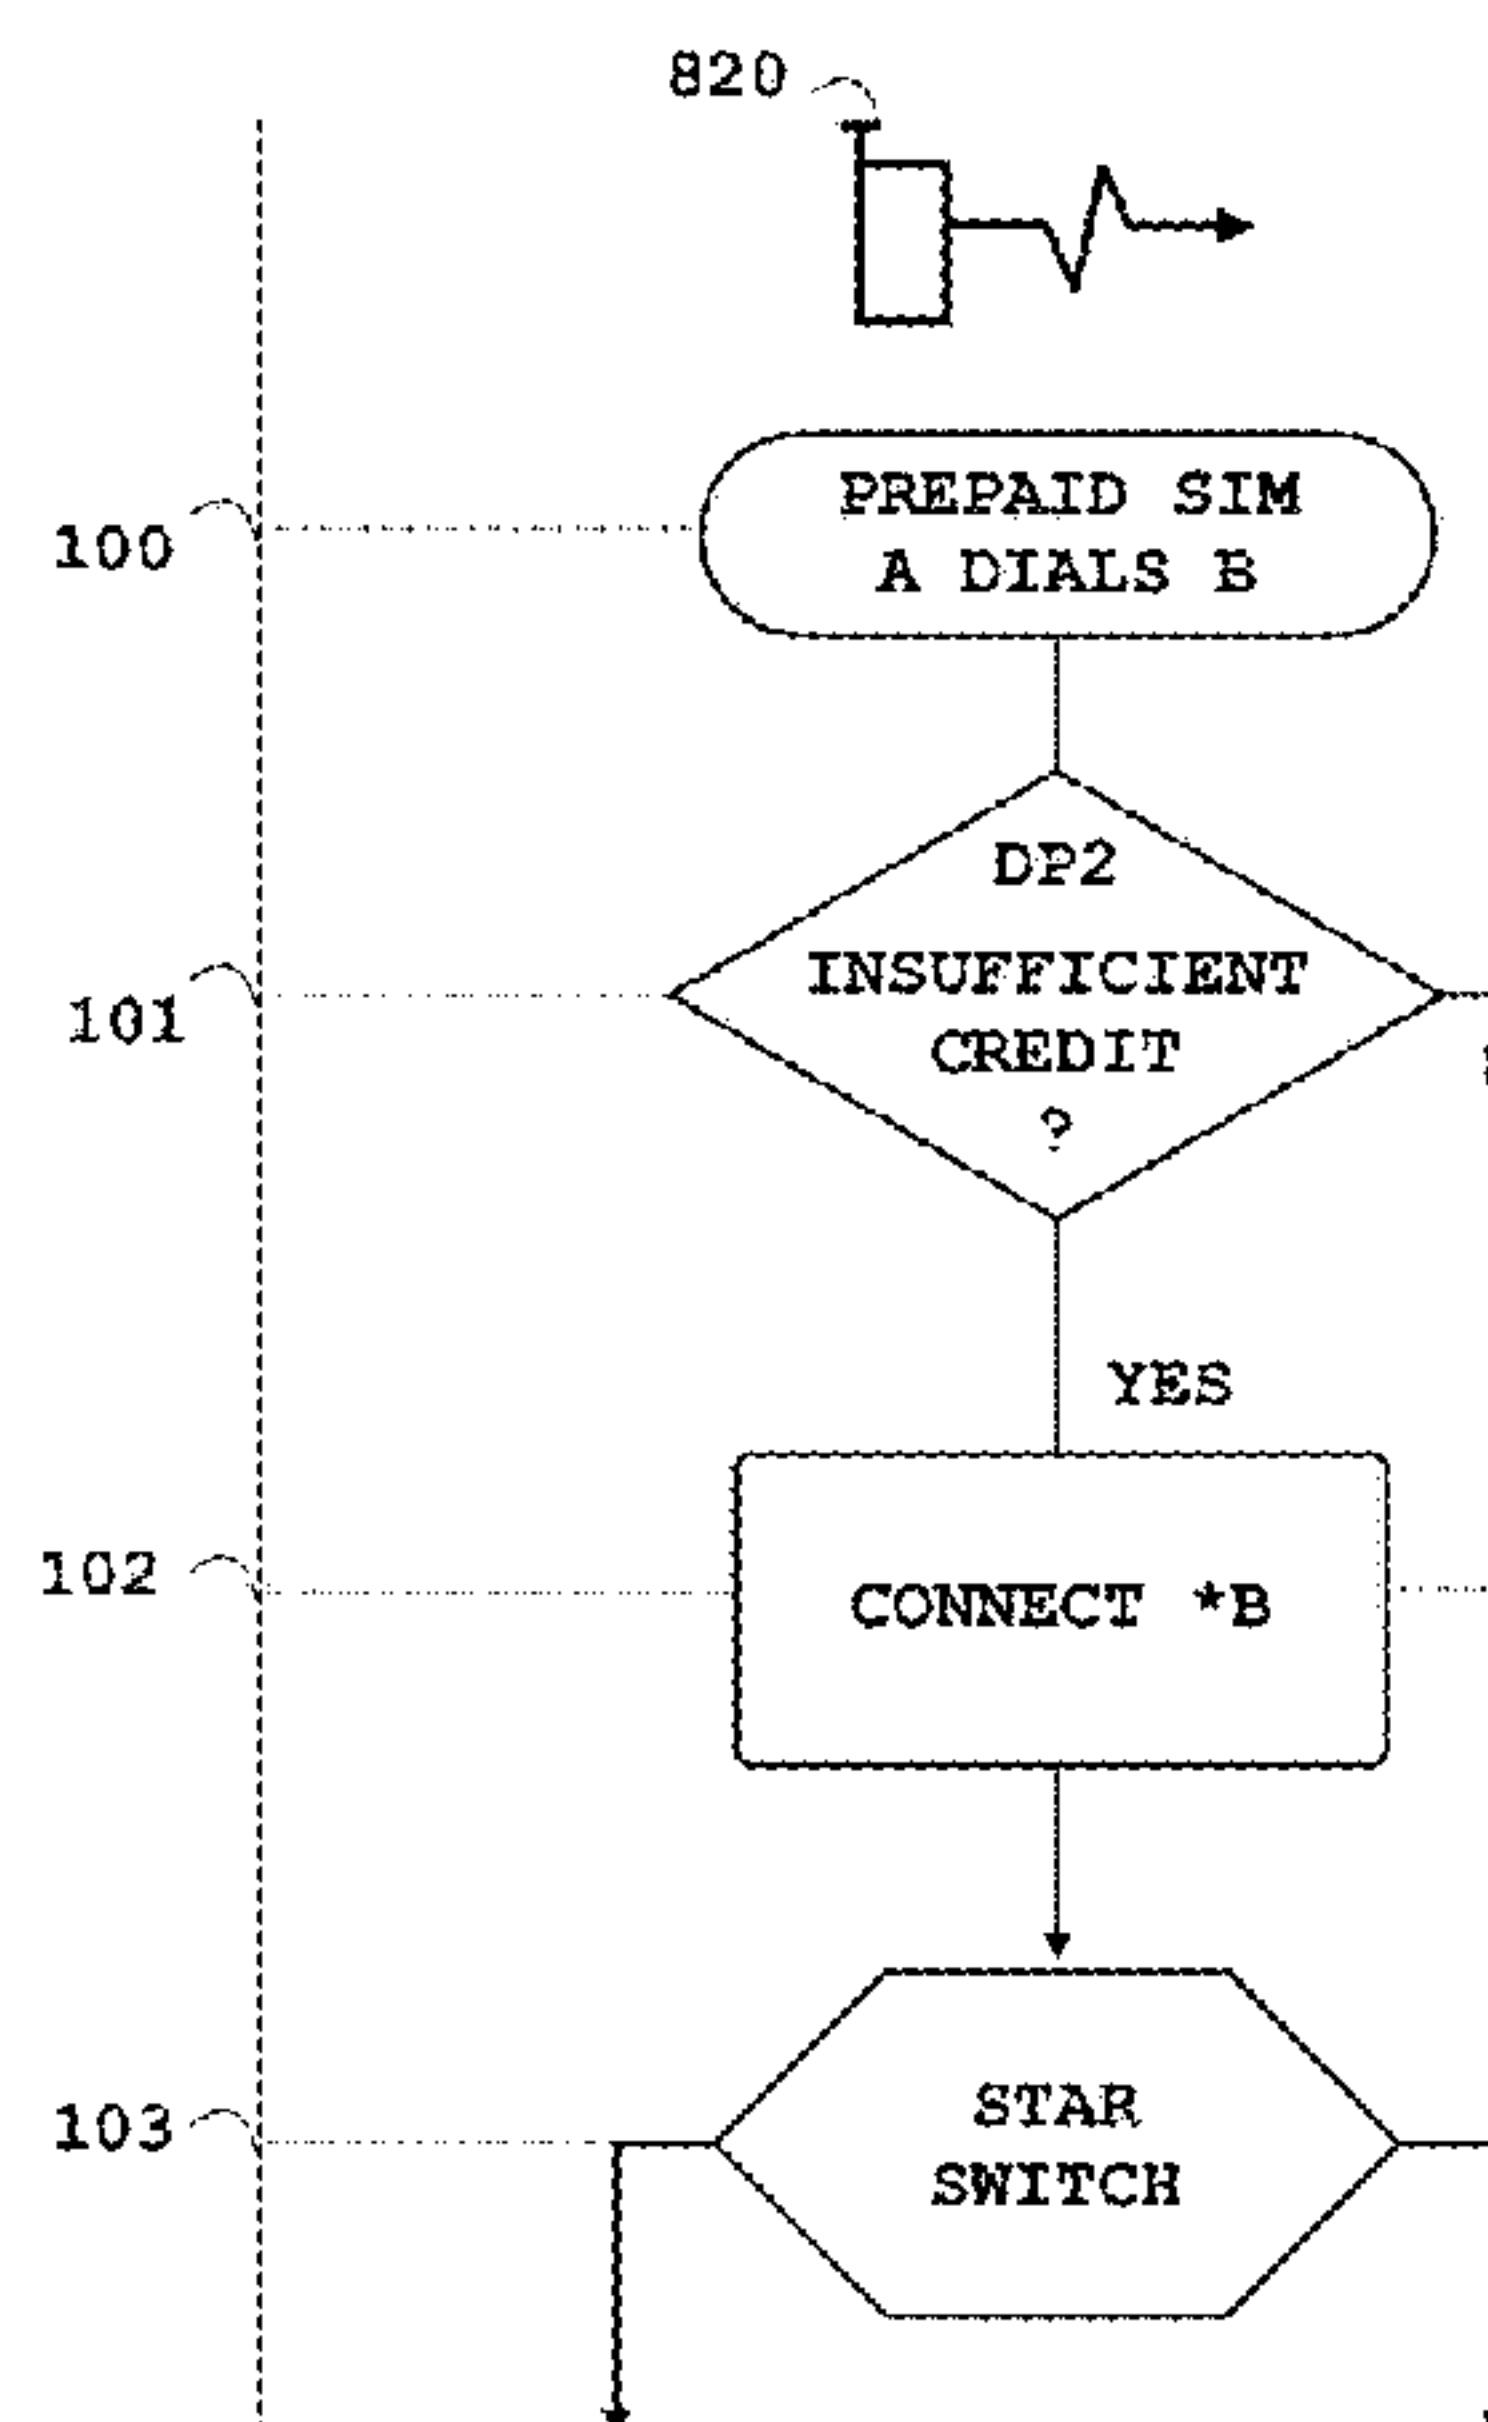 820
PREPAID SIM
A DIALS B
100
DP2
INSUFFICIENT
CREDIT
?
101
YES
102
CONNECT *B
103
STAR
SWITCH